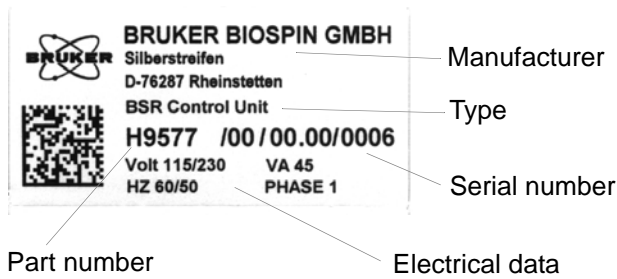 BRUKER
BRUKER BIOSPIN GMBH
Silberstreifen
D-76287 Rheinstetten
BSR Control Unit
H9577 /00/00.00/0006
Volt 115/230 VA 45
HZ 60/50 PHASE 1
Manufacturer
Type
Serial number
Part number
Electrical data